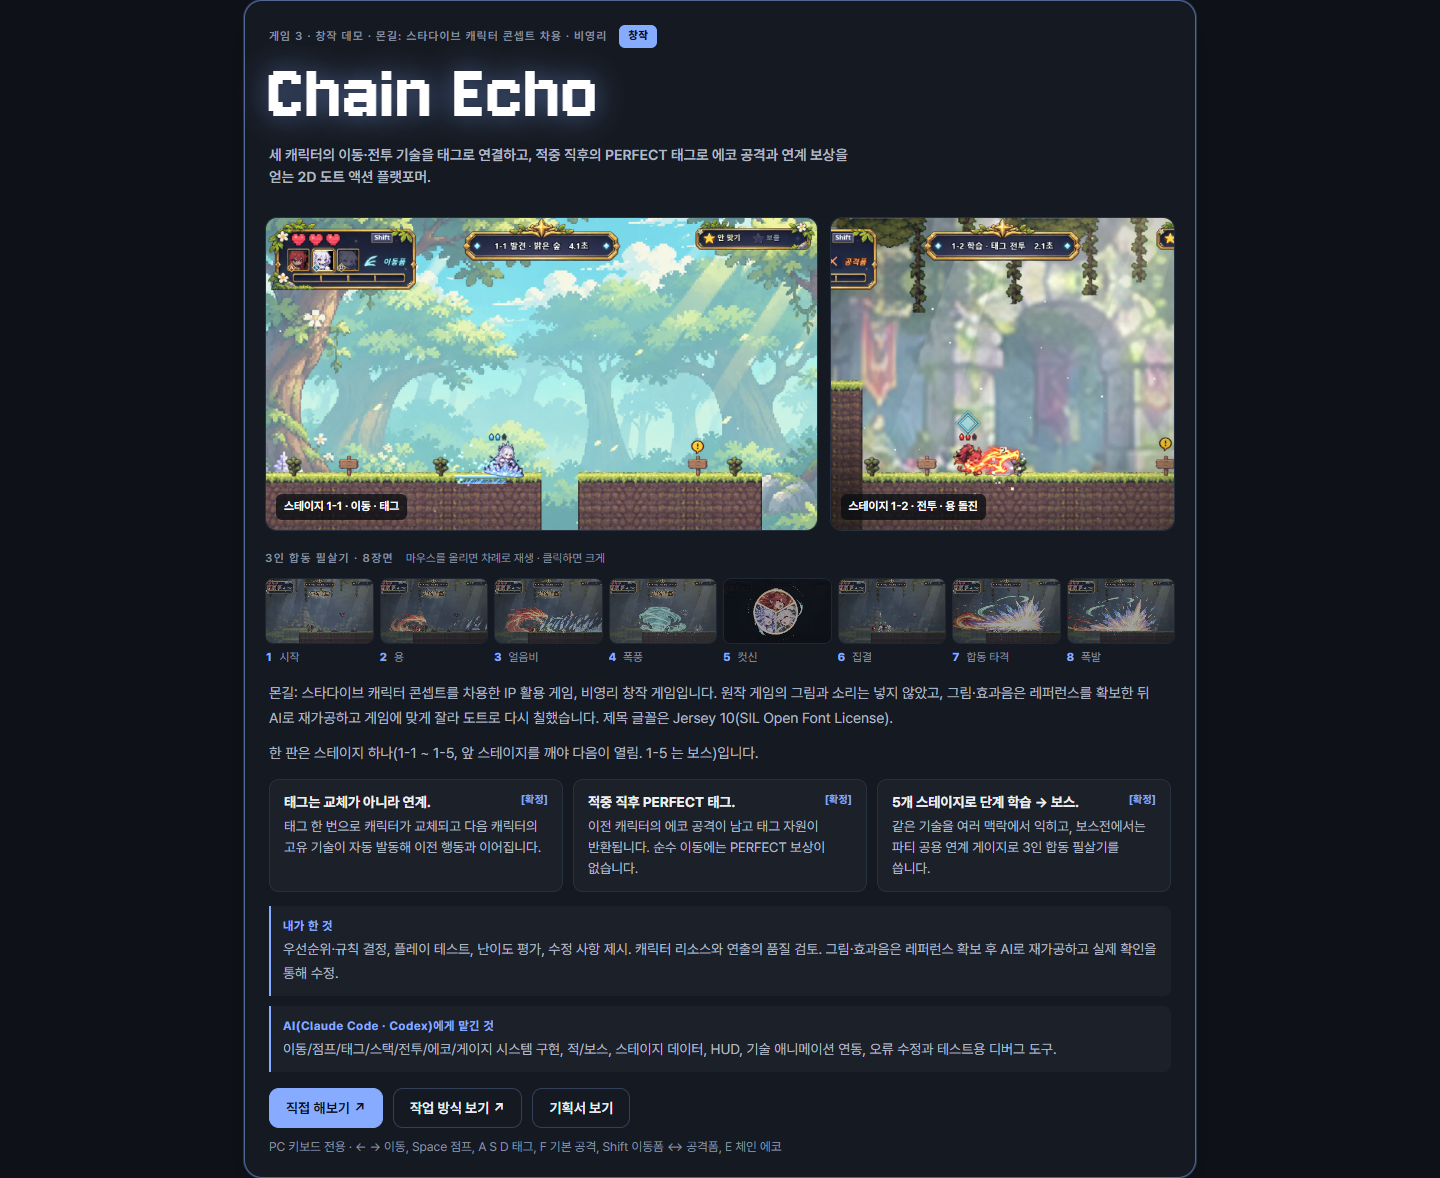 게임 3 · 창작 데모 · 몬길: 스타다이브 캐릭터 콘셉트 차용 · 비영리 창작
Chain Echo
세 캐릭터의 이동·전투 기술을 태그로 연결하고, 적중 직후의 PERFECT 태그로 에코 공격과 연계 보상을
얻는 2D 도트 액션 플랫포머.
Shift
이동폼
1-1 발견 · 맑은 숲 4.1초
안 맞기
보물
스테이지 1-1 · 이동 · 태그
Shift
공격폼
1-2 학습 · 태그 전투 2.1초
스테이지 1-2 · 전투 · 용 돌진
3인 합동 필살기 · 8장면 마우스를 올리면 차례로 재생 · 클릭하면 크게
1 시작
2 용
3 얼음비
4 폭풍
5 컷신
6 집결
7 합동 타격
8 폭발
몬길: 스타다이브 캐릭터 콘셉트를 차용한 IP 활용 게임, 비영리 창작 게임입니다. 원작 게임의 그림과 소리는 넣지 않았고, 그림·효과음은 레퍼런스를 확보한 뒤
AI로 재가공하고 게임에 맞게 잘라 도트로 다시 칠했습니다. 제목 글꼴은 Jersey 10(SIL Open Font License).
한 판은 스테이지 하나(1-1 ~ 1-5, 앞 스테이지를 깨야 다음이 열림. 1-5 는 보스)입니다.
태그는 교체가 아니라 연계. [확정]
태그 한 번으로 캐릭터가 교체되고 다음 캐릭터의
고유 기술이 자동 발동해 이전 행동과 이어집니다.
적중 직후 PERFECT 태그. [확정]
이전 캐릭터의 에코 공격이 남고 태그 자원이
반환됩니다. 순수 이동에는 PERFECT 보상이
없습니다.
5개 스테이지로 단계 학습 → 보스. [확정]
같은 기술을 여러 맥락에서 익히고, 보스전에서는
파티 공용 연계 게이지로 3인 합동 필살기를
씁니다.
내가 한 것
우선순위·규칙 결정, 플레이 테스트, 난이도 평가, 수정 사항 제시. 캐릭터 리소스와 연출의 품질 검토. 그림·효과음은 레퍼런스 확보 후 AI로 재가공하고 실제 확인을
통해 수정.
AI(Claude Code · Codex)에게 맡긴 것
이동/점프/태그/스택/전투/에코/게이지 시스템 구현, 적/보스, 스테이지 데이터, HUD, 기술 애니메이션 연동, 오류 수정과 테스트용 디버그 도구.
직접 해보기 ↗
작업 방식 보기 ↗
기획서 보기
PC 키보드 전용 · ← → 이동, Space 점프, A S D 태그, F 기본 공격, Shift 이동폼 ↔ 공격폼, E 체인 에코